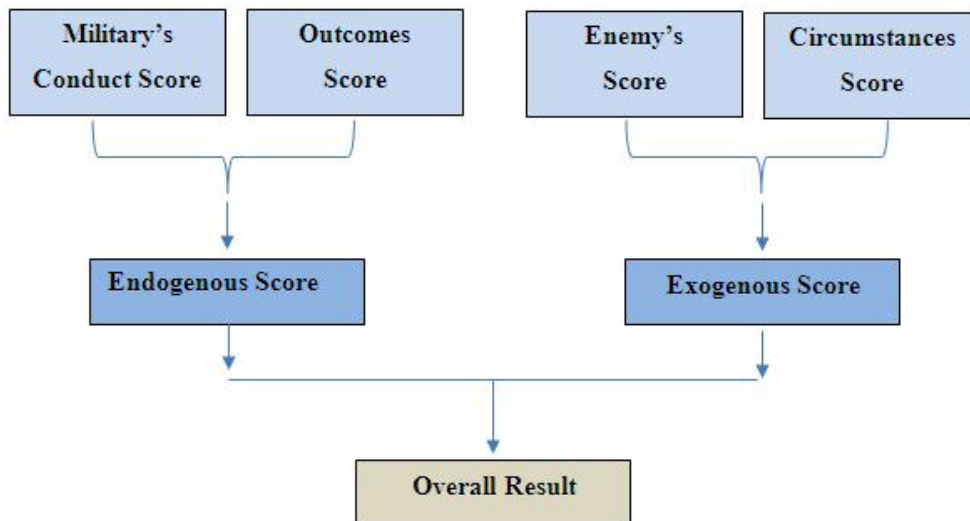 Military’s
Conduct Score
Outcomes
Score
Enemy’s
Score
Circumstances
Score
Endogenous Score
Exogenous Score
Overall Result